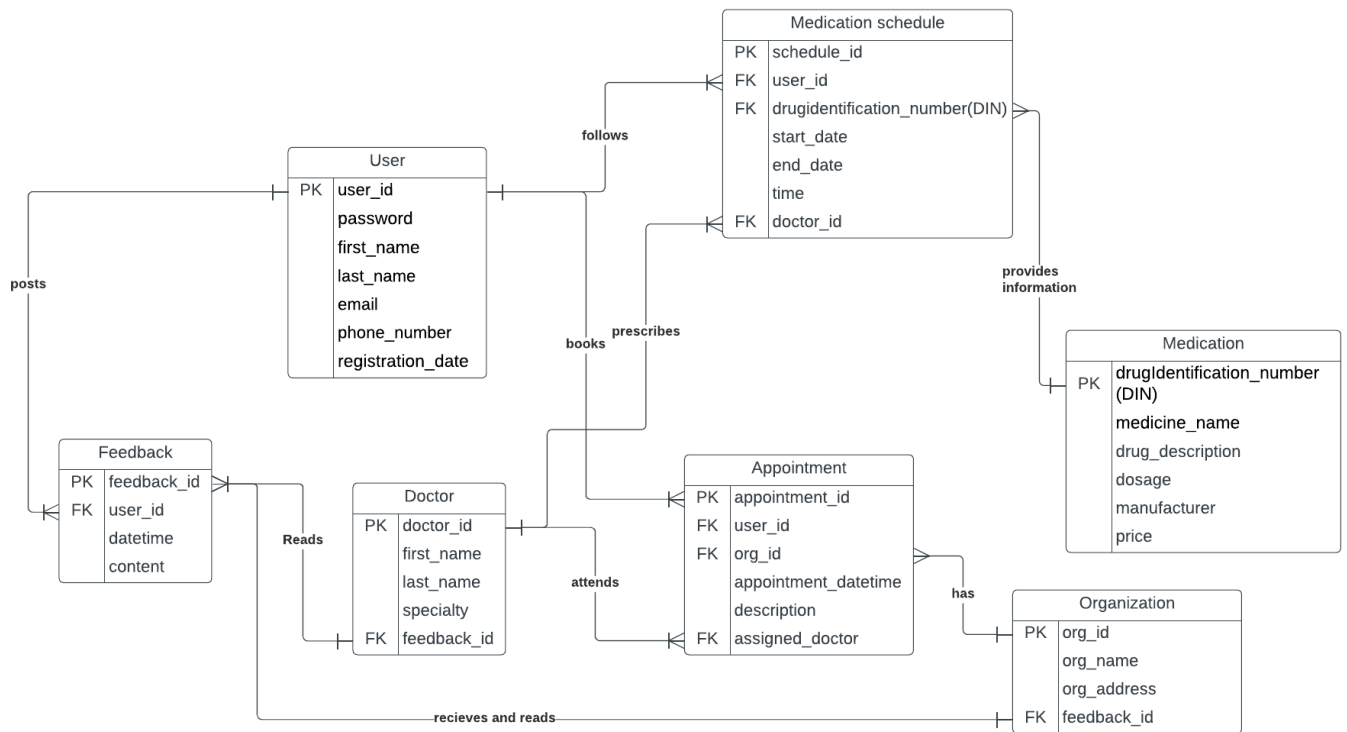 Medication schedule
PK schedule_id
FK user_id
FK drugidentification_number(DIN)
start_date
end_date
time
FK doctor_id
follows
User
PK user_id
password
first_name
last_name
email
phone_number
registration_date
posts
books
prescribes
provides
information
Medication
PK drugIdentification_number
(DIN)
medicine_name
drug_description
dosage
manufacturer
price
Feedback
PK feedback_id
FK user_id
datetime
content
Reads
Doctor
PK doctor_id
first_name
last_name
specialty
FK feedback_id
attends
Appointment
PK appointment_id
FK user_id
FK org_id
appointment_datetime
description
FK assigned_doctor
has
Organization
PK org_id
org_name
org_address
FK feedback_id
recieves and reads